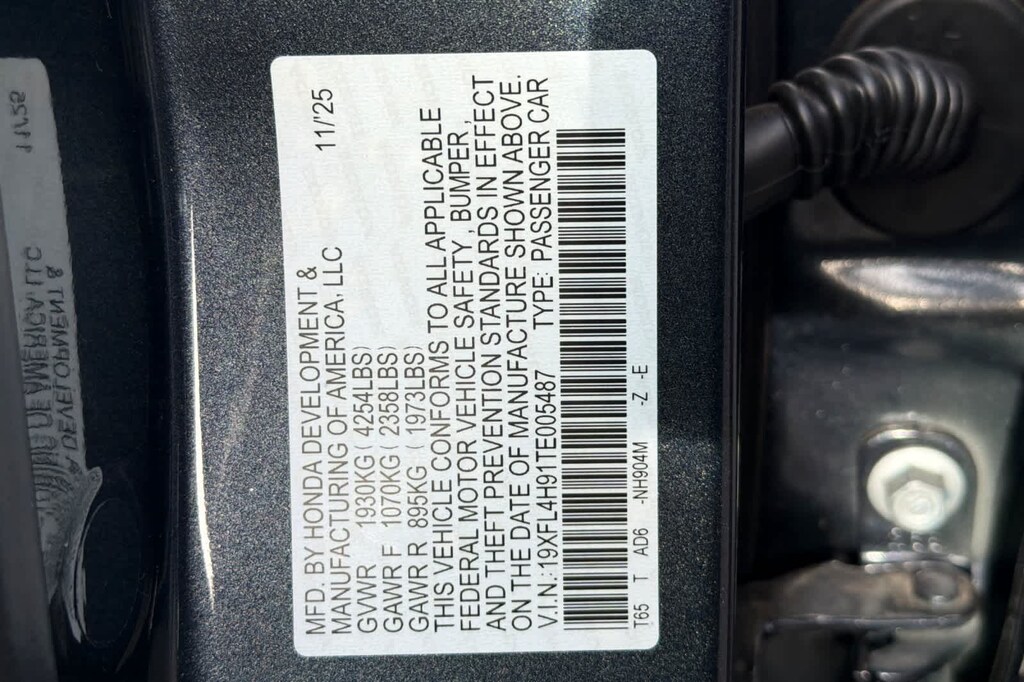 MFD. BY HONDA DEVELOPMENT &
MANUFACTURING OF AMERICA, LLC 11/'25
GVWR 1930KG ( 4254LBS)
GAWR F 1070KG ( 2358LBS)
GAWR R 895KG ( 1973LBS)
THIS VEHICLE CONFORMS TO ALL APPLICABLE
FEDERAL MOTOR VEHICLE SAFETY, BUMPER,
AND THEFT PREVENTION STANDARDS IN EFFECT
ON THE DATE OF MANUFACTURE SHOWN ABOVE.
V.I.N.:19XFL4H91TE005487 TYPE: PASSENGER CAR
T65 T AD6 -NH904M -Z -E